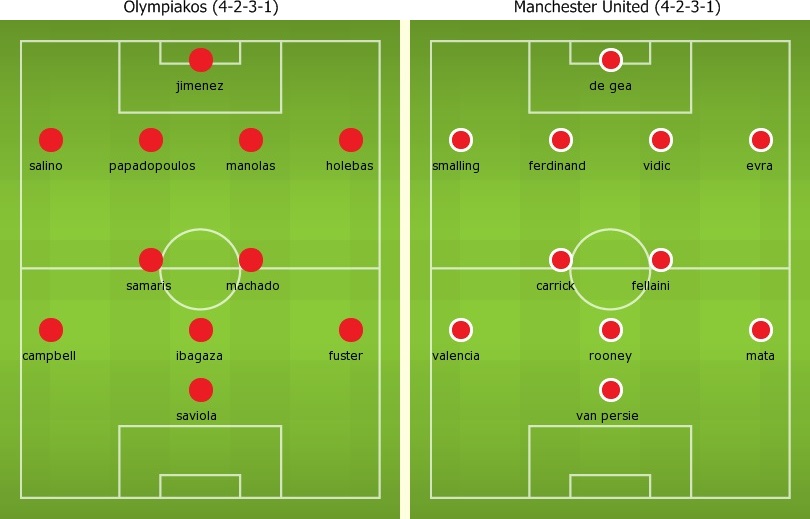 Olympiakos (4-2-3-1)
jimenez
salino papadopoulos manolas holebas
samaris machado
campbell ibagaza fuster
saviola
Manchester United (4-2-3-1)
de gea
smalling ferdinand vidic evra
carrick fellaini
valencia rooney mata
van persie